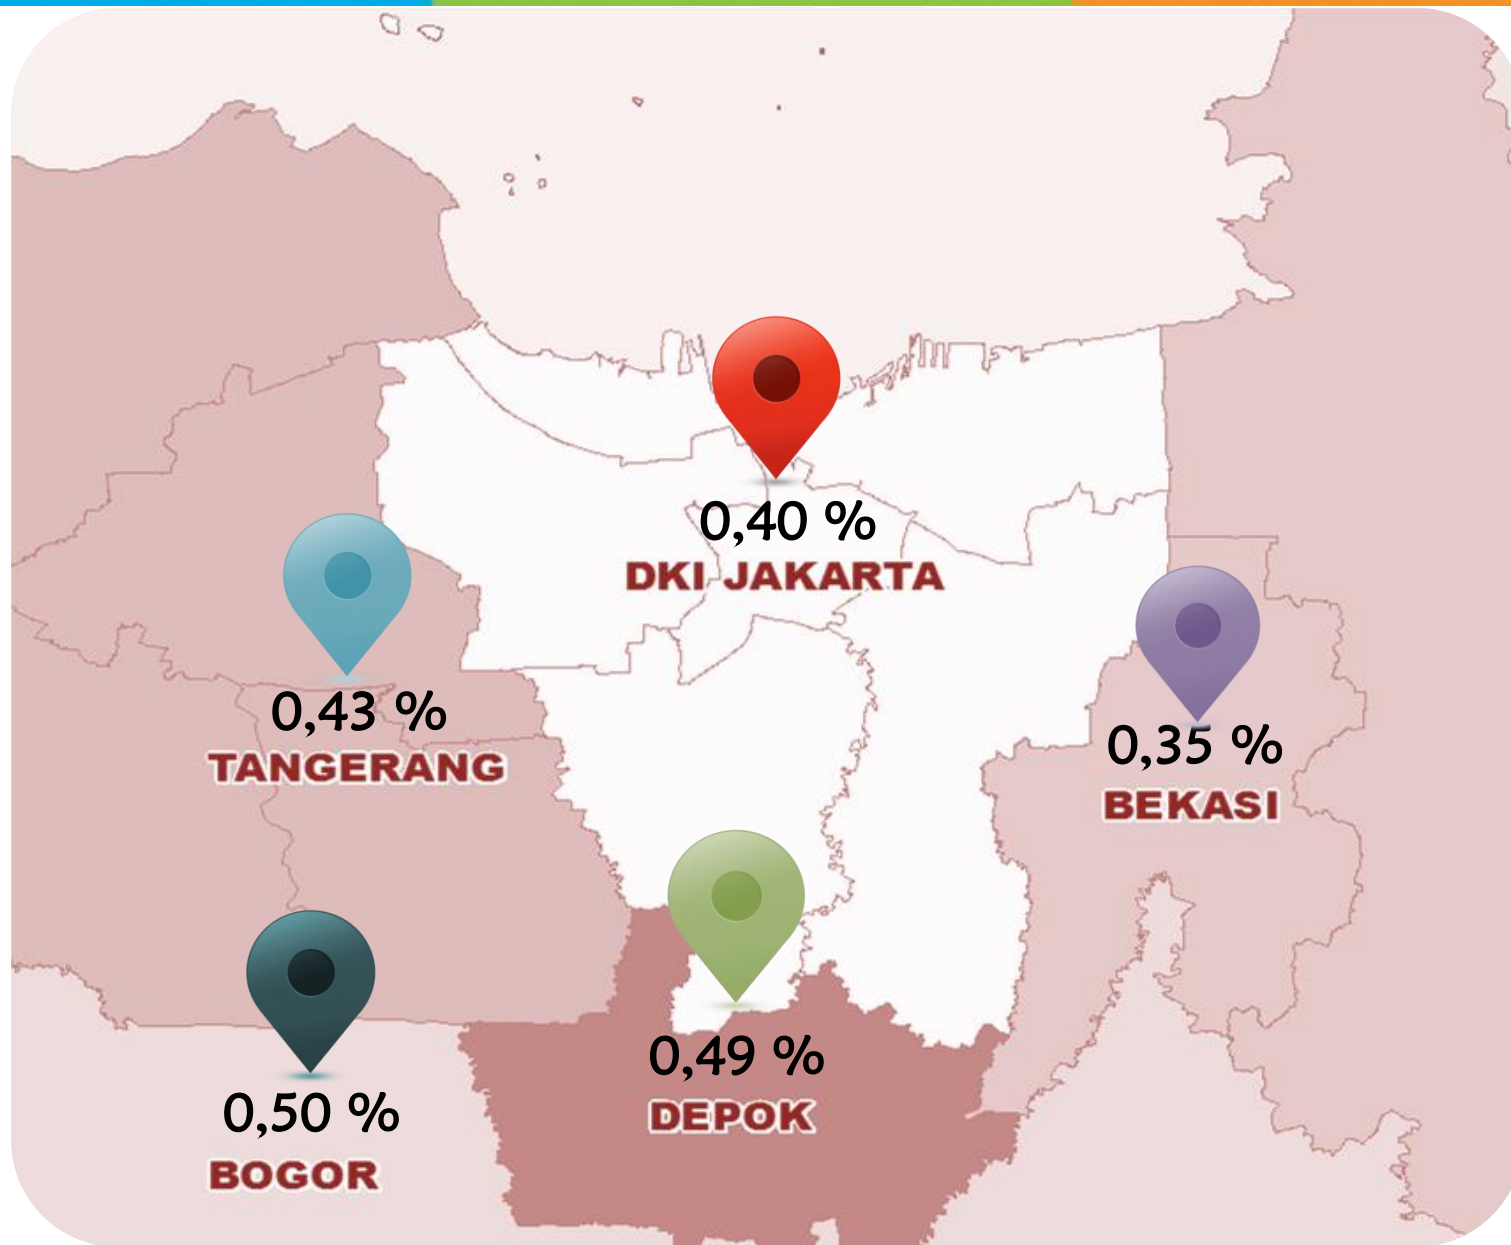 0,40 %
DKI JAKARTA
0,43 %
TANGERANG
0,35 %
BEKASI
0,49 %
DEPOK
0,50 %
BOGOR